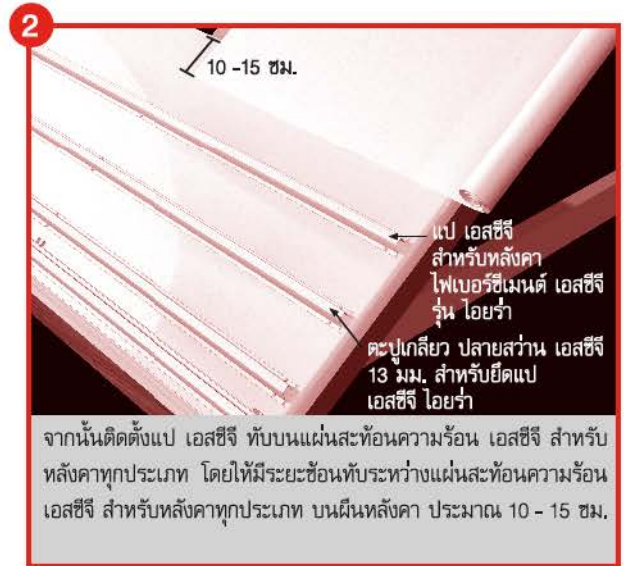 2
10 -15 ซม.
แป เอสซีจี
สำหรับหลังคา
ไฟเบอร์ซีเมนต์ เอสซีจี
รุ่น ไอยร่า
ตะปูเกลียว ปลายสว่าน เอสซีจี
13 มม. สำหรับยึดแป
เอสซีจี ไอยร่า
จากนั้นติดตั้งแป เอสซีจี ทับบนแผ่นสะท้อนความร้อน เอสซีจี สำหรับ
หลังคาทุกประเภท โดยให้มีระยะซ้อนทับระหว่างแผ่นสะท้อนความร้อน
เอสซีจี สำหรับหลังคาทุกประเภท บนผืนหลังคา ประมาณ 10 - 15 ซม.